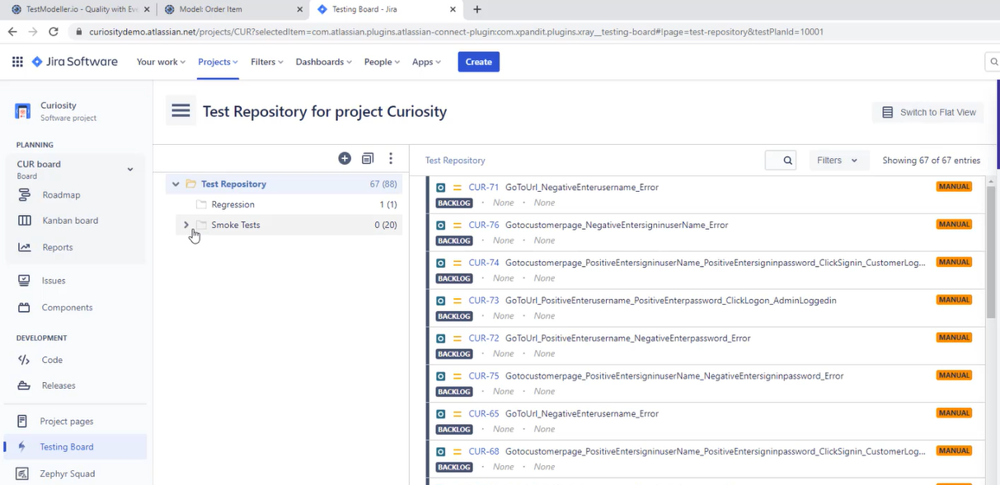 TestModeller.io - Quality with Eve
Model: Order Item
Testing Board - Jira
curiositydemo.atlassian.net/projects/CUR?selectedItem=com.atlassian.plugins.atlassian-connect-plugin:com.xpandit.plugins.xray__testing-board#!page=test-repository&testPlanId=10001
Jira Software Your work Projects Filters Dashboards People Apps Create
Curiosity
Software project
PLANNING
CUR board
Board
Roadmap
Kanban board
Reports
Issues
Components
DEVELOPMENT
Code
Releases
Project pages
Testing Board
Zephyr Squad
Test Repository for project Curiosity
Switch to Flat View
Test Repository 67 (88)
Regression 1 (1)
Smoke Tests 0 (20)
Test Repository Filters Showing 67 of 67 entries
CUR-71 GoToUrl_NegativeEnterusername_Error MANUAL
BACKLOG · None · None
CUR-76 Gotocustomerpage_NegativeEntersigninuserName_Error MANUAL
BACKLOG · None · None
CUR-74 Gotocustomerpage_PositiveEntersigninuserName_PositiveEntersigninpassword_ClickSignin_CustomerLog... MANUAL
BACKLOG · None · None
CUR-73 GoToUrl_PositiveEnterusername_PositiveEnterpassword_ClickLogon_AdminLoggedin MANUAL
BACKLOG · None · None
CUR-72 GoToUrl_PositiveEnterusername_NegativeEnterpassword_Error MANUAL
BACKLOG · None · None
CUR-75 Gotocustomerpage_PositiveEntersigninuserName_NegativeEntersigninpassword_Error MANUAL
BACKLOG · None · None
CUR-65 GoToUrl_NegativeEnterusername_Error MANUAL
BACKLOG · None · None
CUR-68 Gotocustomerpage_PositiveEntersigninuserName_PositiveEntersigninpassword_ClickSignin_CustomerLog... MANUAL
BACKLOG · None · None